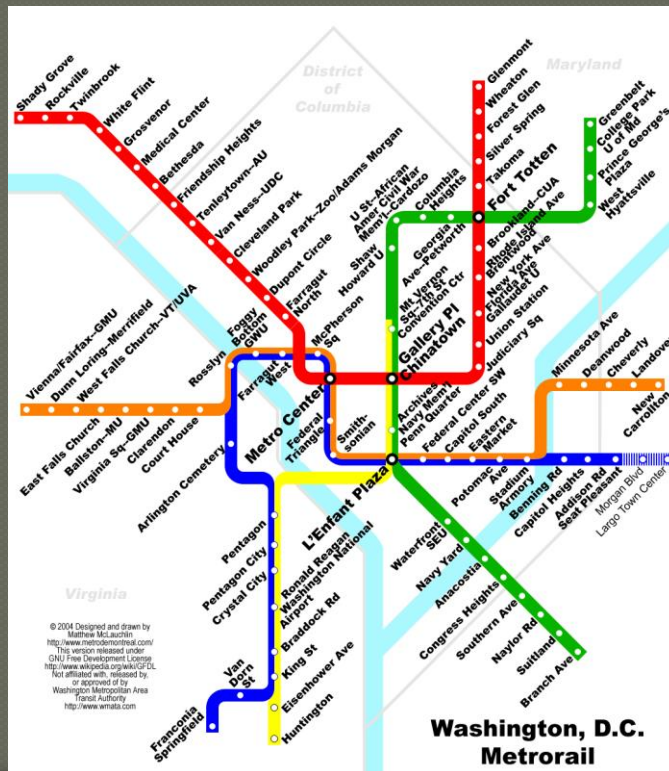 District
of
Columbia
Maryland
Virginia
Shady Grove
Rockville
Twinbrook
White Flint
Grosvenor
Medical Center
Bethesda
Friendship Heights
Tenleytown–AU
Van Ness–UDC
Cleveland Park
Woodley Park–Zoo/Adams Morgan
Dupont Circle
Farragut
North
Glenmont
Wheaton
Forest Glen
Silver Spring
Takoma
Fort Totten
Brookland–CUA
Rhode Island Ave
Brentwood
New York Ave
Florida Ave
Gallaudet U
Union Station
Judiciary Sq
Gallery Pl
Chinatown
Metro Center
Greenbelt
College Park
U of Md
Prince George's
Plaza
West
Hyattsville
Georgia
Ave–Petworth
Columbia
Heights
U St–African
Amer Civil War
Mem'l–Cardozo
Shaw
Howard U
Mt Vernon
Sq–7th St
Convention Ctr
Archives
Navy Mem'l
Penn Quarter
L'Enfant Plaza
Waterfront
SEU
Navy Yard
Anacostia
Congress Heights
Southern Ave
Naylor Rd
Suitland
Branch Ave
Vienna/Fairfax–GMU
Dunn Loring–Merrifield
West Falls Church–VT/UVA
East Falls Church
Ballston–MU
Virginia Sq–GMU
Clarendon
Court House
Rosslyn
Foggy
Bottom
GWU
Farragut
West
McPherson
Sq
Federal
Triangle
Smith-
sonian
Federal Center SW
Capitol South
Eastern
Market
Potomac
Ave
Stadium
Armory
Minnesota Ave
Deanwood
Cheverly
Landover
New
Carrollton
Benning Rd
Capitol Heights
Addison Rd
Seat Pleasant
Morgan Blvd
Largo Town Center
Arlington Cemetery
Pentagon
Pentagon City
Crystal City
Ronald Reagan
Washington National
Airport
Braddock Rd
King St
Eisenhower Ave
Huntington
Van
Dorn
St
Franconia
Springfield
© 2004 Designed and drawn by
Matthew McLauchlin
http://www.metrodemontreal.com/
This version released under
GNU Free Development License
http://www.wikipedia.org/wiki/GFDL
Not affiliated with, released by,
or approved of by
Washington Metropolitan Area
Transit Authority
http://www.wmata.com/
Washington, D.C.
Metrorail